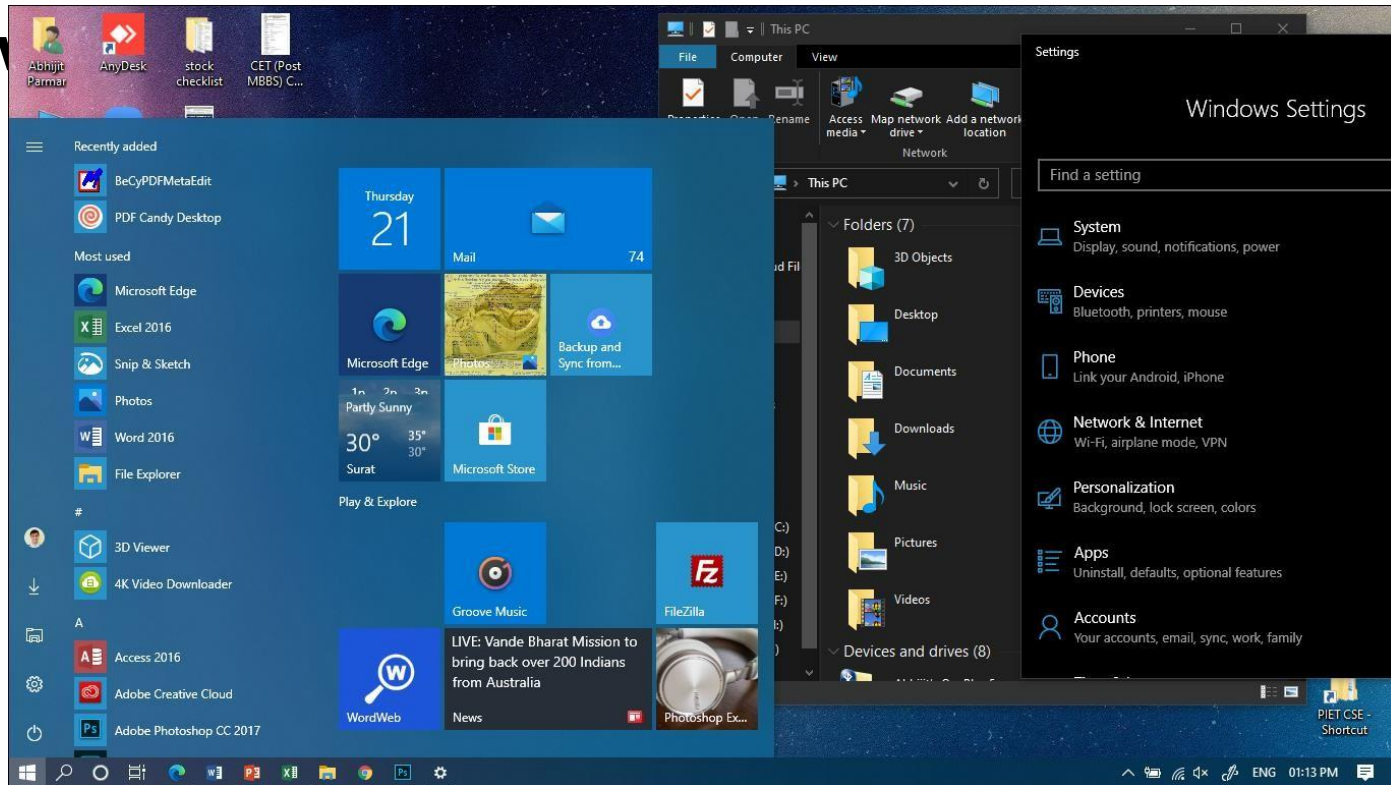 Abhijit
Parmar
AnyDesk
stock
checklist
CET (Post
MBBS) C...
This PC
File
Computer
View
Rename
Access
media
Map network
drive
Add a network
location
Network
This PC
Folders (7)
3D Objects
Desktop
Documents
Downloads
Music
Pictures
Videos
Devices and drives (8)
ud Fil
C:)
D:)
E:)
F:)
I:)
Settings
Windows Settings
Find a setting
System
Display, sound, notifications, power
Devices
Bluetooth, printers, mouse
Phone
Link your Android, iPhone
Network & Internet
Wi-Fi, airplane mode, VPN
Personalization
Background, lock screen, colors
Apps
Uninstall, defaults, optional features
Accounts
Your accounts, email, sync, work, family
Recently added
BeCyPDFMetaEdit
PDF Candy Desktop
Most used
Microsoft Edge
Excel 2016
Snip & Sketch
Photos
Word 2016
File Explorer
#
3D Viewer
4K Video Downloader
A
Access 2016
Adobe Creative Cloud
Adobe Photoshop CC 2017
Thursday
21
Mail
74
Microsoft Edge
Photos
Backup and
Sync from...
Partly Sunny
30°
35°
30°
Surat
Microsoft Store
Play & Explore
Groove Music
FileZilla
WordWeb
LIVE: Vande Bharat Mission to
bring back over 200 Indians
from Australia
News
Photoshop Ex...
PIET CSE -
Shortcut
ENG
01:13 PM